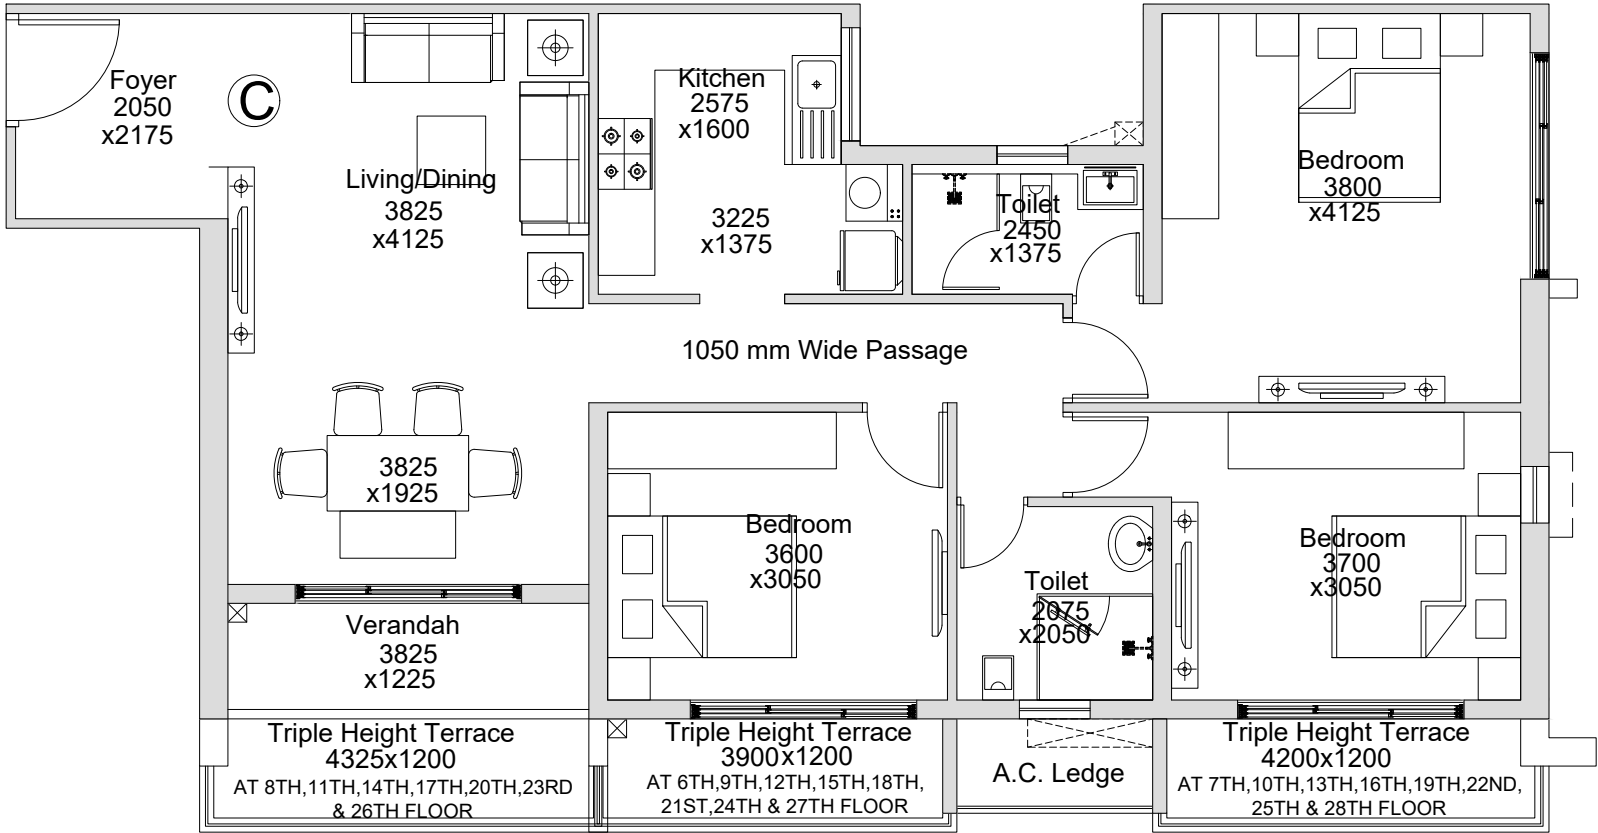 Foyer
2050
x2175
C
Living/Dining
3825
x4125
Kitchen
2575
x1600
3225
x1375
Toilet
2450
x1375
Bedroom
3800
x4125
1050 mm Wide Passage
3825
x1925
Bedroom
3600
x3050
Toilet
2075
x2050
Bedroom
3700
x3050
Verandah
3825
x1225
Triple Height Terrace
4325x1200
AT 8TH,11TH,14TH,17TH,20TH,23RD
& 26TH FLOOR
Triple Height Terrace
3900x1200
AT 6TH,9TH,12TH,15TH,18TH,
21ST,24TH & 27TH FLOOR
A.C. Ledge
Triple Height Terrace
4200x1200
AT 7TH,10TH,13TH,16TH,19TH,22ND,
25TH & 28TH FLOOR